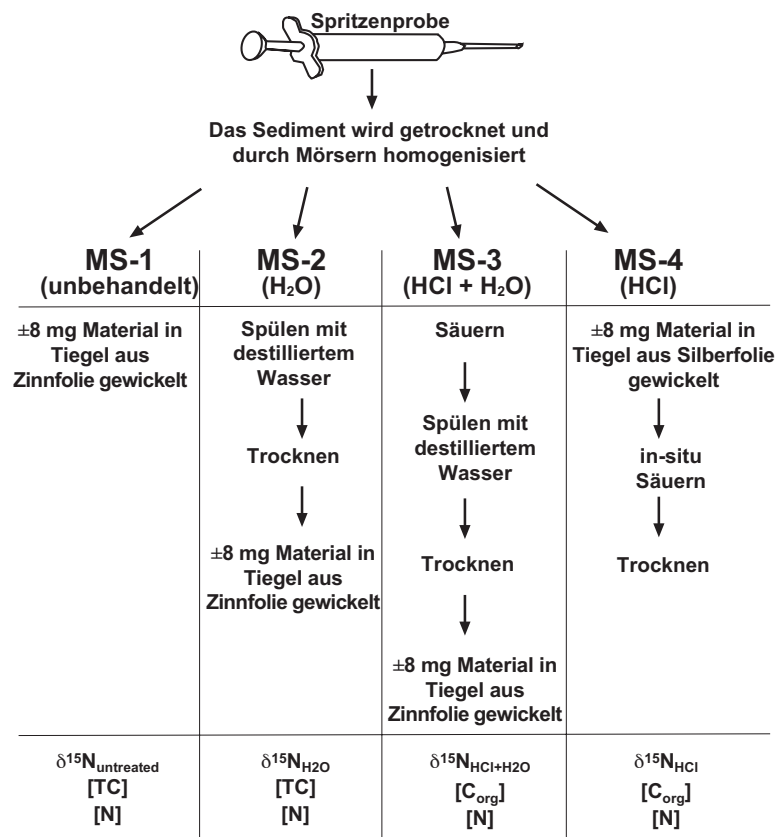 Spritzenprobe
Das Sediment wird getrocknet und
durch Mörsern homogenisiert
MS-1
(unbehandelt)
±8 mg Material in
Tiegel aus
Zinnfolie gewickelt
δ¹⁵Nuntreated
[TC]
[N]
MS-2
(H₂O)
Spülen mit
destilliertem
Wasser
Trocknen
±8 mg Material in
Tiegel aus
Zinnfolie gewickelt
δ¹⁵NH2O
[TC]
[N]
MS-3
(HCl + H₂O)
Säuern
Spülen mit
destilliertem
Wasser
Trocknen
±8 mg Material in
Tiegel aus
Zinnfolie gewickelt
δ¹⁵NHCl+H2O
[Corg]
[N]
MS-4
(HCl)
±8 mg Material in
Tiegel aus Silberfolie
gewickelt
in-situ
Säuern
Trocknen
δ¹⁵NHCl
[Corg]
[N]